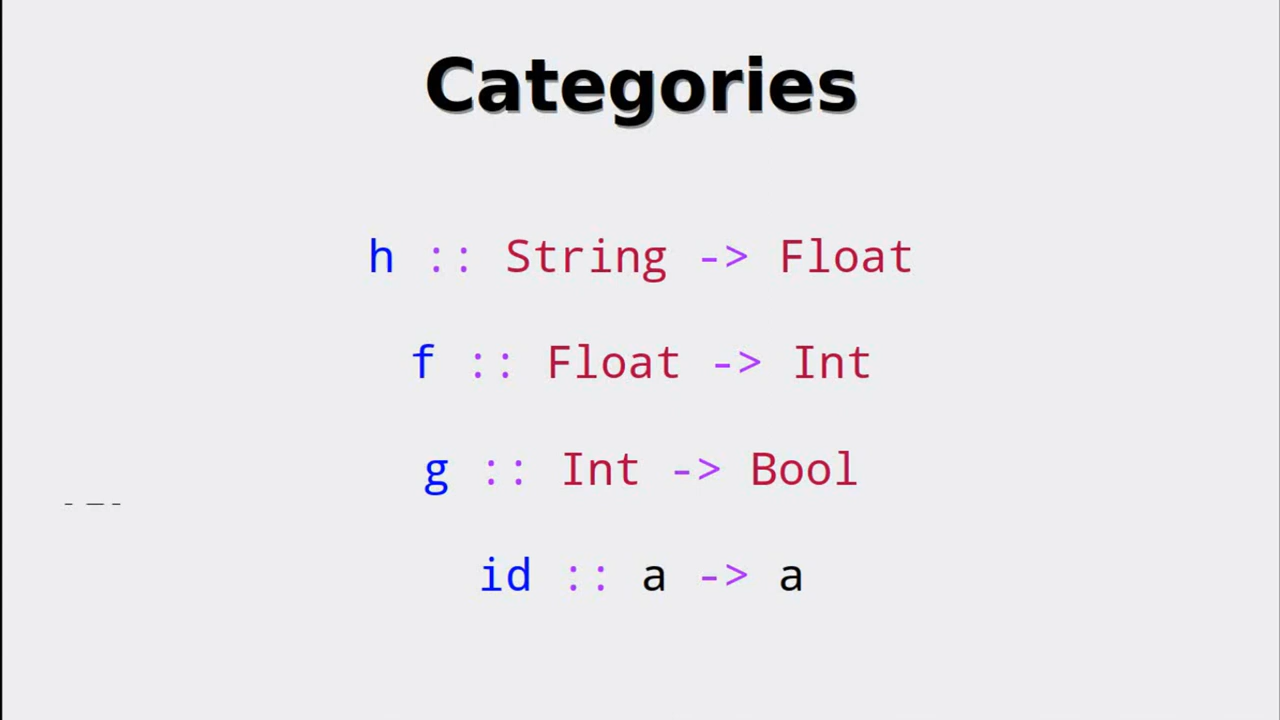 Categories
h :: String -> Float
f :: Float -> Int
g :: Int -> Bool
id :: a -> a